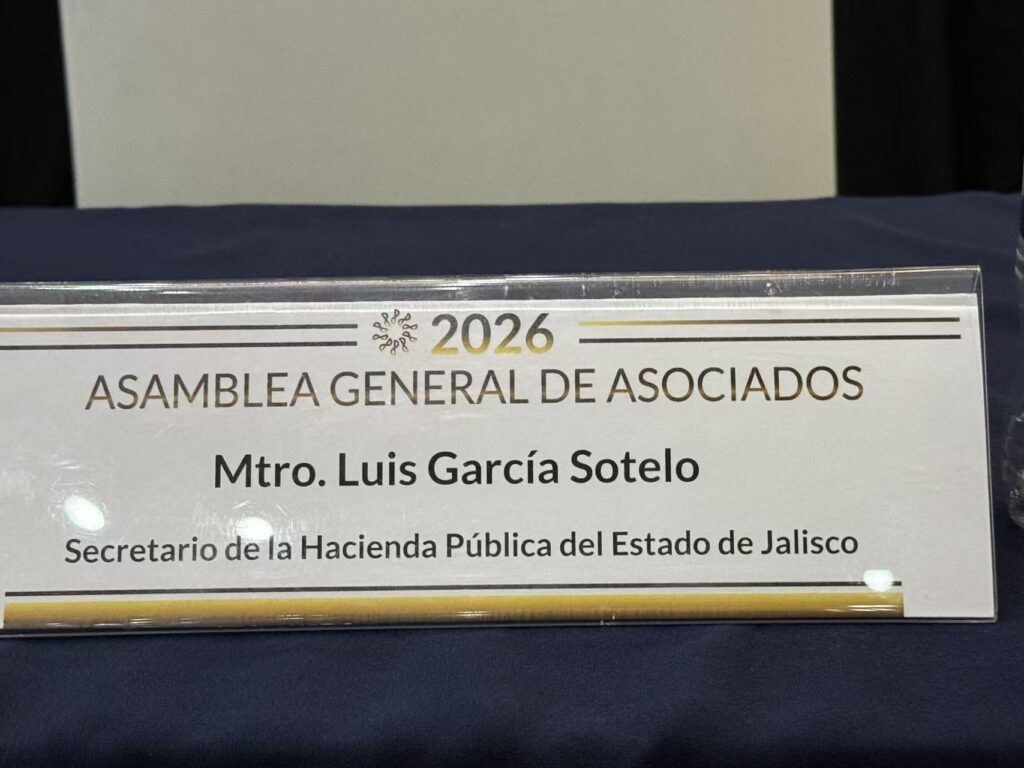 2026
ASAMBLEA GENERAL DE ASOCIADOS
Mtro. Luis García Sotelo
Secretario de la Hacienda Pública del Estado de Jalisco